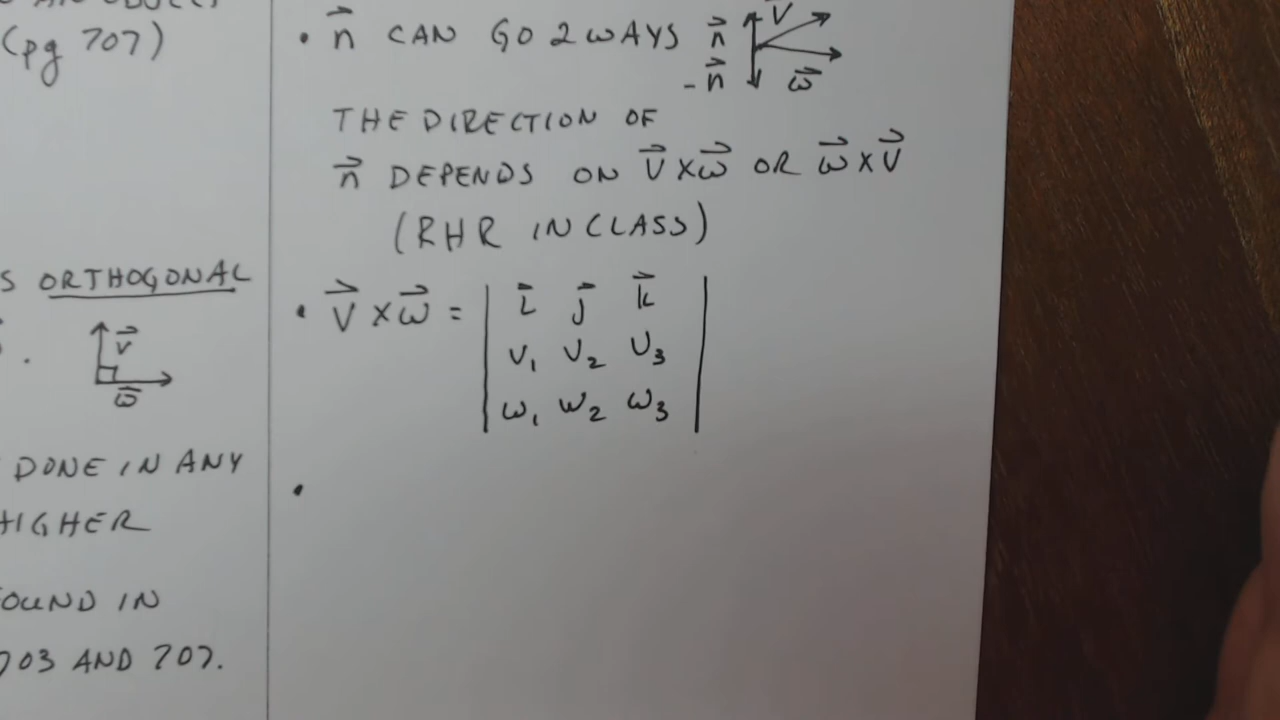 (pg 707)
S ORTHOGONAL
v⃗
ω⃗
DONE IN ANY
HIGHER
OUND IN
703 AND 707.
• n⃗ CAN GO 2 WAYS n⃗ v⃗
-n⃗ ω⃗
THE DIRECTION OF
n⃗ DEPENDS ON v⃗ × ω⃗ OR ω⃗ × v⃗
(RHR IN CLASS)
• v⃗ × ω⃗ = | i⃗ j⃗ k⃗ |
v₁ v₂ v₃
ω₁ ω₂ ω₃
•